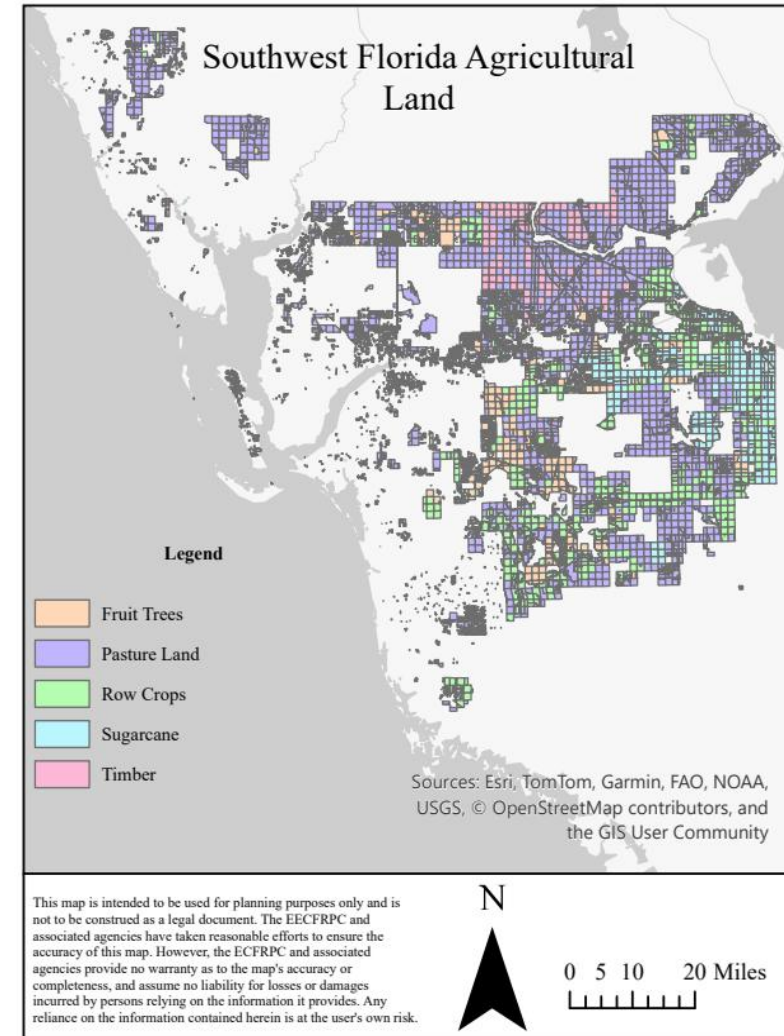 Southwest Florida Agricultural
Land
Legend
Fruit Trees
Pasture Land
Row Crops
Sugarcane
Timber
Sources: Esri, TomTom, Garmin, FAO, NOAA,
USGS, © OpenStreetMap contributors, and
the GIS User Community
This map is intended to be used for planning purposes only and is
not to be construed as a legal document. The EECFRPC and
associated agencies have taken reasonable efforts to ensure the
accuracy of this map. However, the ECFRPC and associated
agencies provide no warranty as to the map's accuracy or
completeness, and assume no liability for losses or damages
incurred by persons relying on the information it provides. Any
reliance on the information contained herein is at the user's own risk.
N
0 5 10 20 Miles